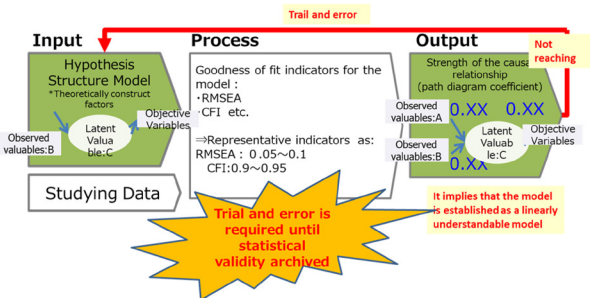 Trail and error
Input
Process
Output
Not
reaching
Hypothesis
Structure Model
*Theoretically construct
factors
Objective
Variables
Observed
valuables:B
Latent
Valua
ble:C
Studying Data
Goodness of fit indicators for the
model :
・RMSEA
・CFI etc.
⇒Representative indicators as:
RMSEA : 0.05~0.1
CFI:0.9~0.95
Strength of the causa
relationship
(path diagram coefficient)
Observed
valuables:A
0.XX 0.XX
Observed
valuables:B
Latent
Valuab
le:C
Objective
Variables
0.XX
Trial and error is
required until
statistical
validity archived
It implies that the model
is established as a linearly
understandable model